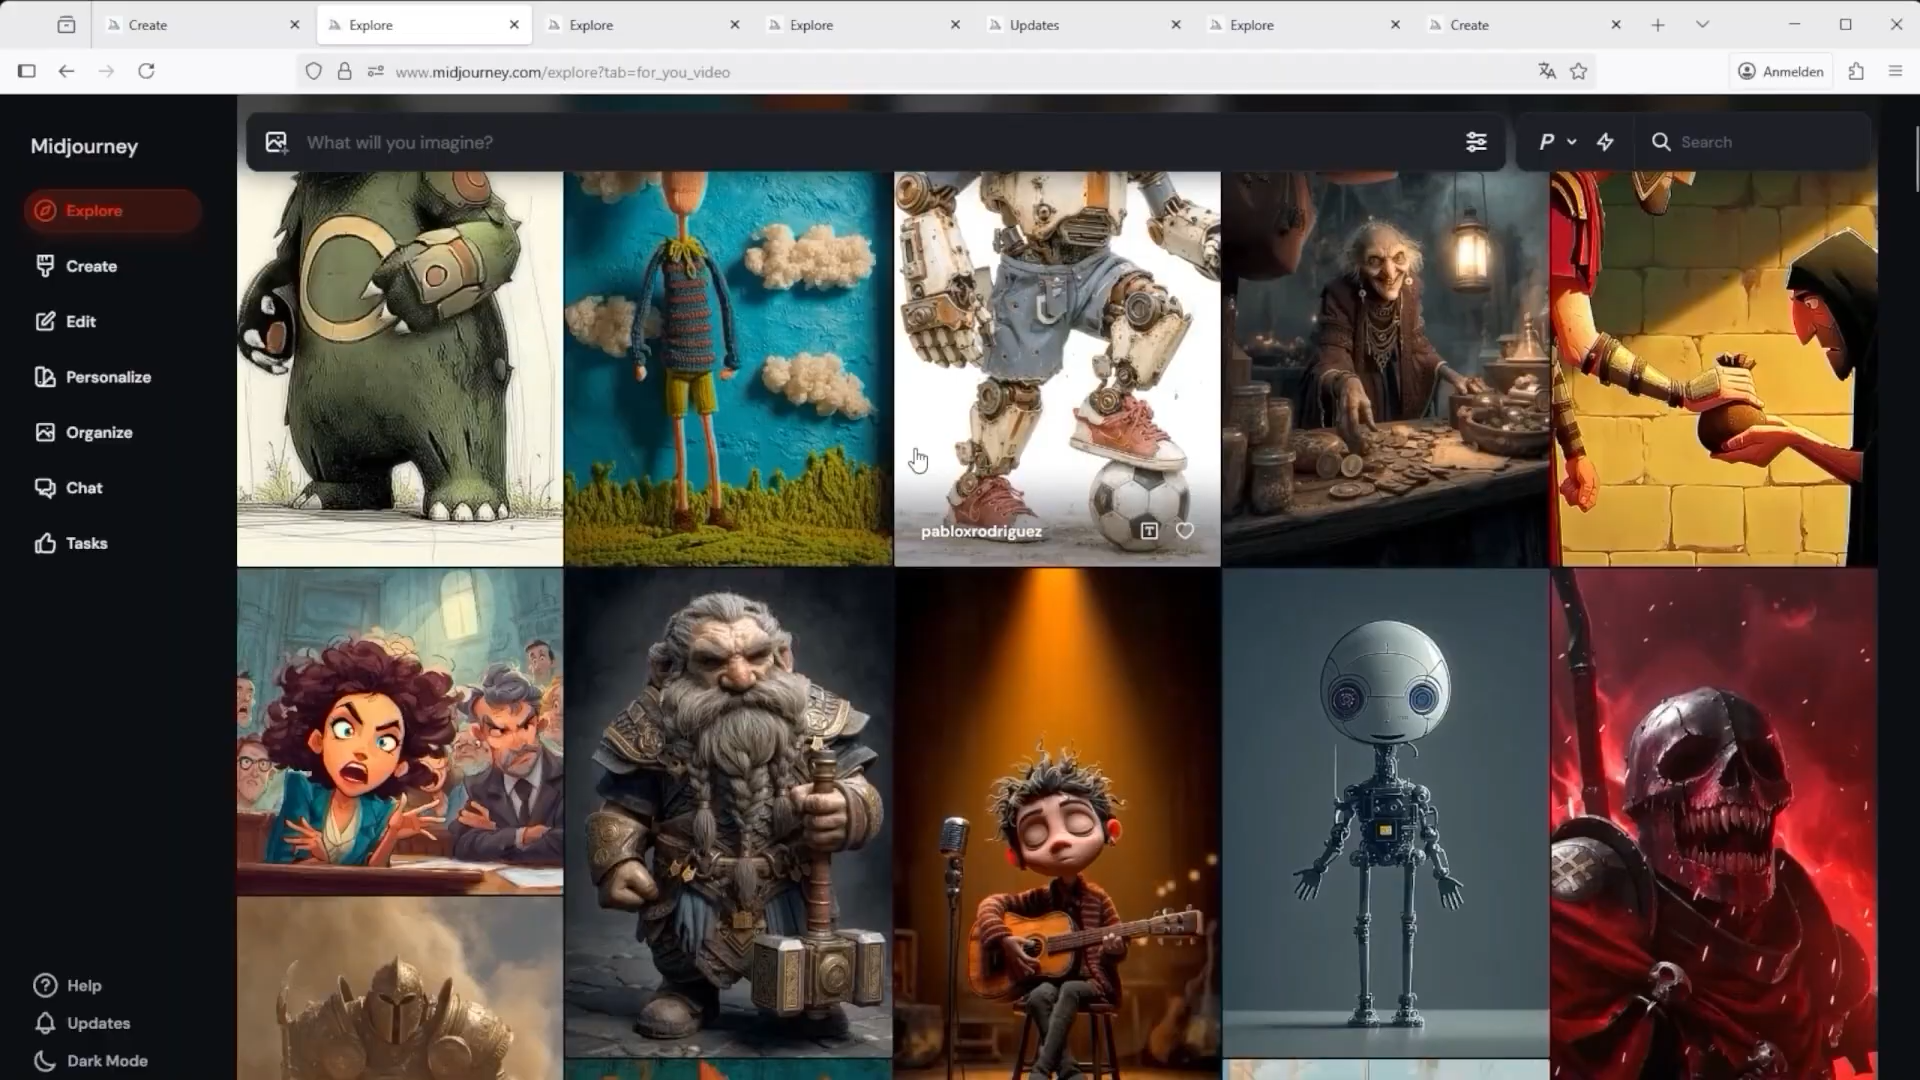 Create
Explore
Explore
Explore
Updates
Explore
Create
www.midjourney.com/explore?tab=for_you_video
Anmelden
Midjourney
What will you imagine?
P
Search
Explore
Create
Edit
Personalize
Organize
Chat
Tasks
pabloxrodriguez
T
Help
Updates
Dark Mode